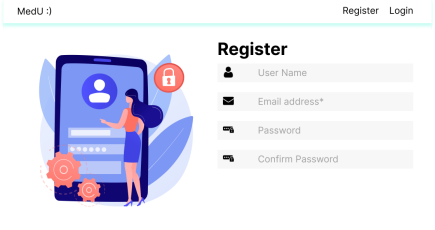 MedU :)
Register Login
Register
User Name
Email address*
Password
Confirm Password